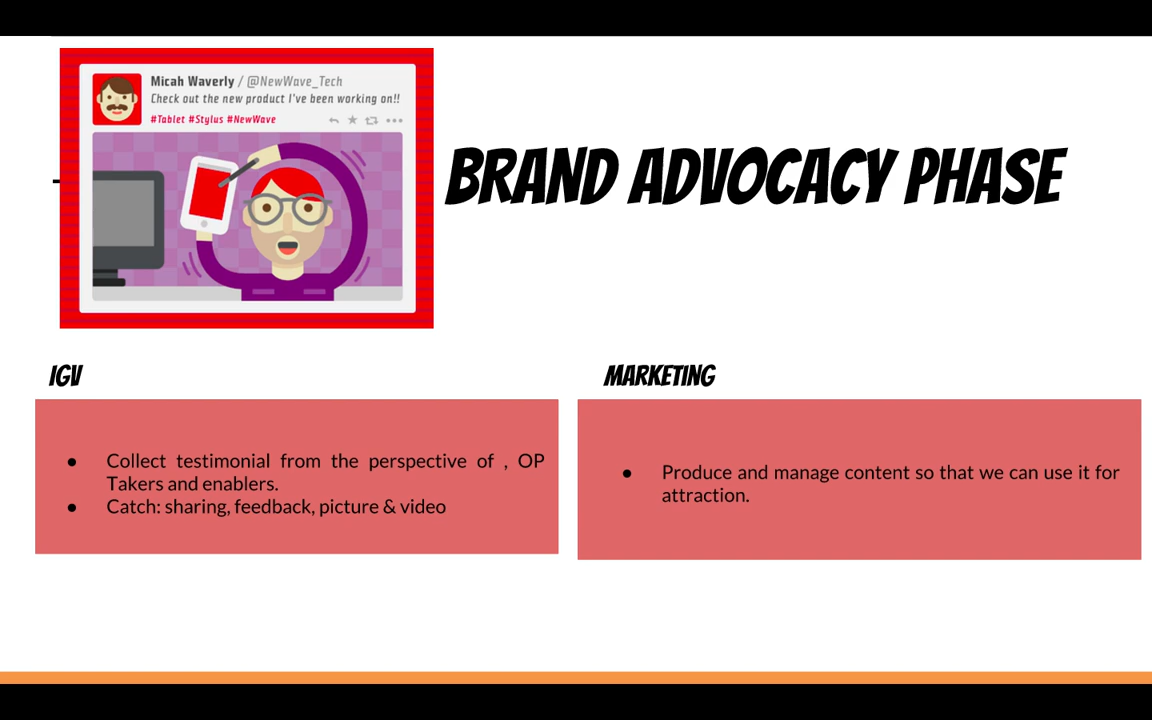 Micah Waverly / @NewWave_Tech
Check out the new product I've been working on!!
#Tablet #Stylus #NewWave
BRAND ADVOCACY PHASE
IGV
● Collect testimonial from the perspective of , OP
Takers and enablers.
● Catch: sharing, feedback, picture & video
MARKETING
● Produce and manage content so that we can use it for
attraction.